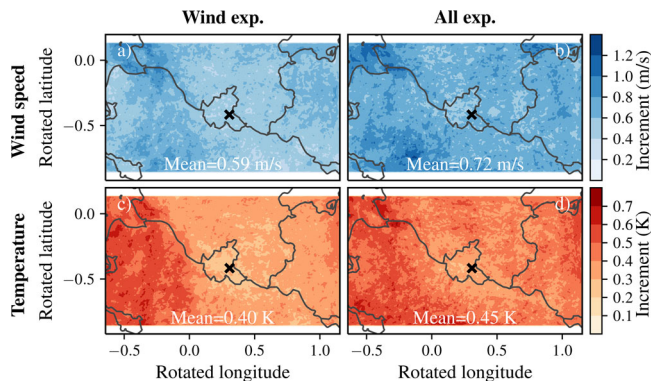 Wind exp.
All exp.
Wind speed
Rotated latitude
0.0
−0.5
a)
Mean=0.59 m/s
b)
Mean=0.72 m/s
1.2
1.0
0.8
0.6
0.4
0.2
Increment (m/s)
Temperature
Rotated latitude
0.0
−0.5
c)
Mean=0.40 K
d)
Mean=0.45 K
0.7
0.6
0.5
0.4
0.3
0.2
0.1
Increment (K)
−0.5
0.0
0.5
1.0
−0.5
0.0
0.5
1.0
Rotated longitude
Rotated longitude